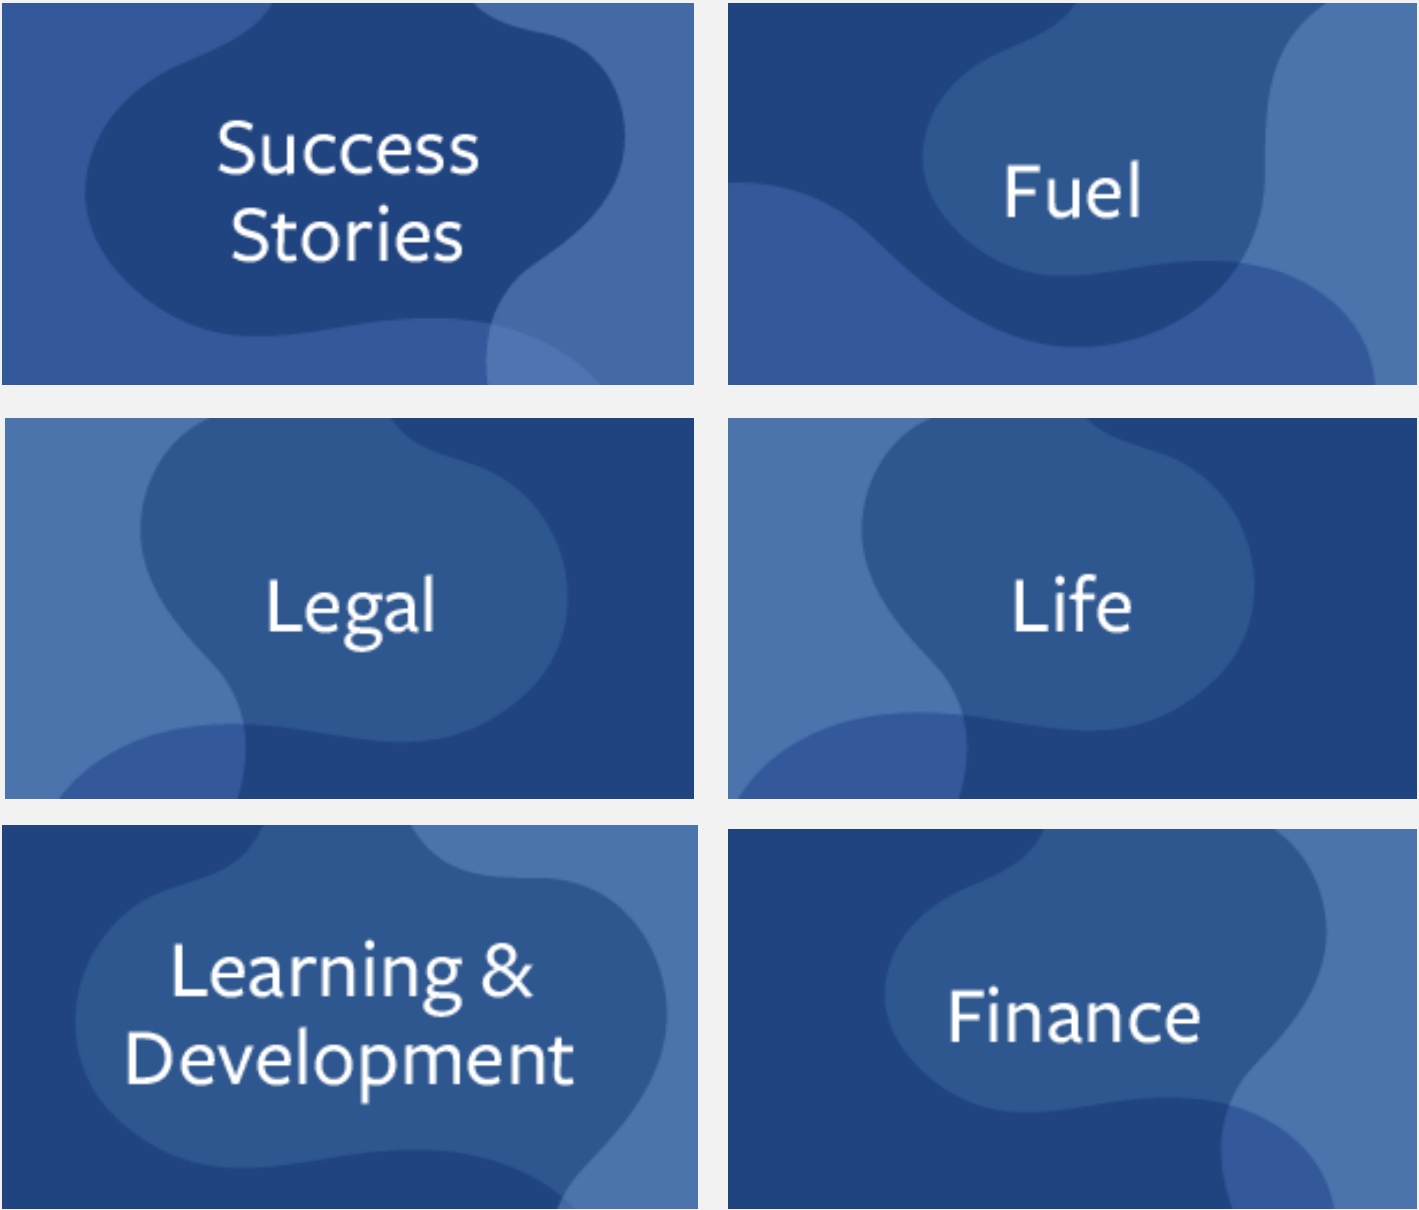 Success
Stories
Fuel
Legal
Life
Learning &
Development
Finance